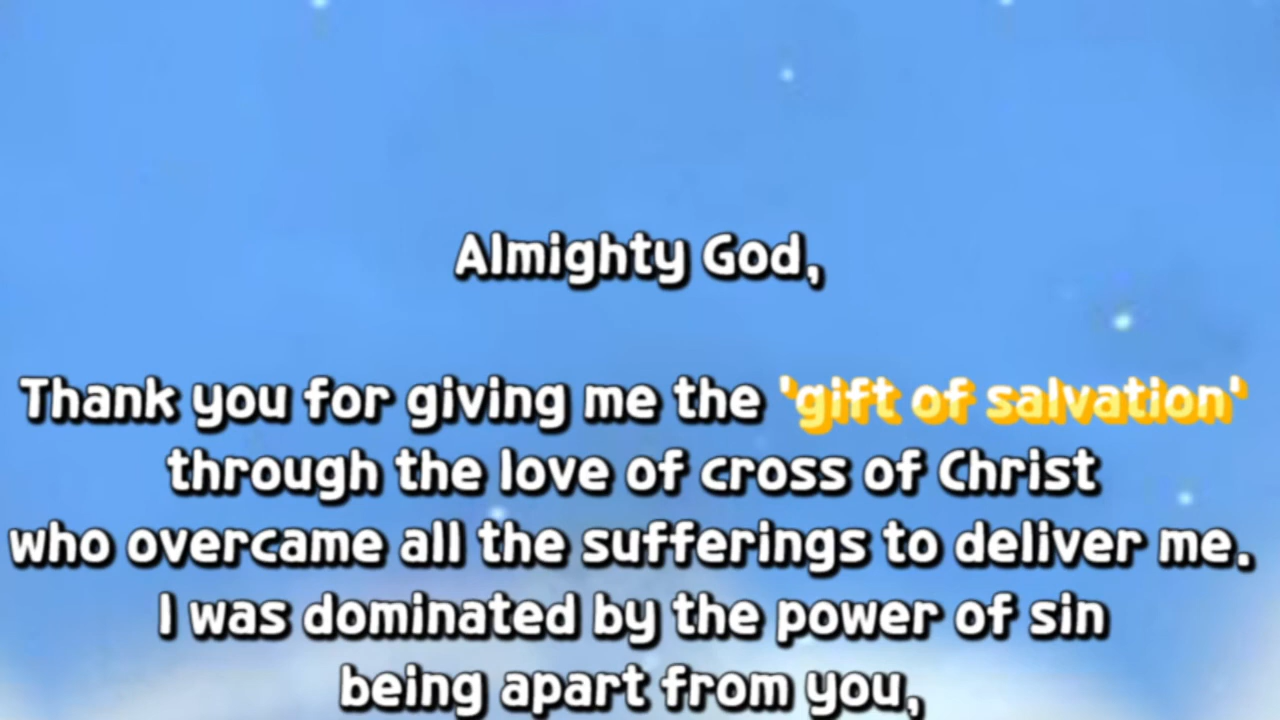 Almighty God,
Thank you for giving me the 'gift of salvation'
through the love of cross of Christ
who overcame all the sufferings to deliver me.
I was dominated by the power of sin
being apart from you,